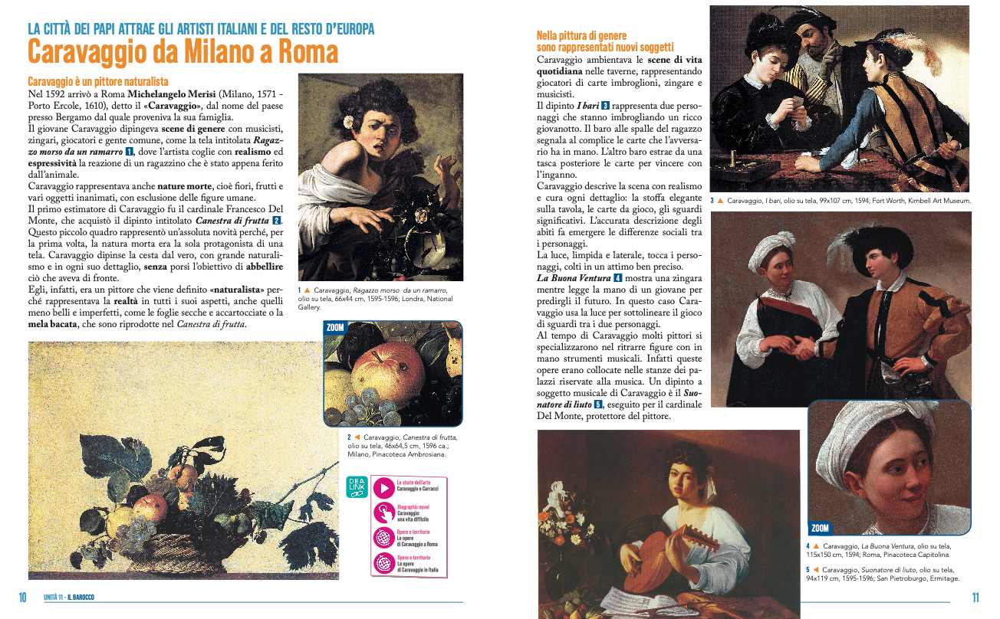 LA CITTÀ DEI PAPI ATTRAE GLI ARTISTI ITALIANI E DEL RESTO D'EUROPA
Caravaggio da Milano a Roma
Caravaggio è un pittore naturalista
Nel 1592 arrivò a Roma Michelangelo Merisi (Milano, 1571 -
Porto Ercole, 1610), detto il «Caravaggio», dal nome del paese
presso Bergamo dal quale proveniva la sua famiglia.
Il giovane Caravaggio dipingeva scene di genere con musicisti,
zingari, giocatori e gente comune, come la tela intitolata Ragaz-
zo morso da un ramarro 1, dove l'artista coglie con realismo ed
espressività la reazione di un ragazzino che è stato appena ferito
dall'animale.
Caravaggio rappresentava anche nature morte, cioè fiori, frutti e
vari oggetti inanimati, con esclusione delle figure umane.
Il primo estimatore di Caravaggio fu il cardinale Francesco Del
Monte, che acquistò il dipinto intitolato Canestra di frutta 2.
Questo piccolo quadro rappresentò un'assoluta novità perché, per
la prima volta, la natura morta era la sola protagonista di una
tela. Caravaggio dipinse la cesta dal vero, con grande naturali-
smo e in ogni suo dettaglio, senza porsi l'obiettivo di abbellire
ciò che aveva di fronte.
Egli, infatti, era un pittore che viene definito «naturalista» per-
ché rappresentava la realtà in tutti i suoi aspetti, anche quelli
meno belli e imperfetti, come le foglie secche e accartocciate o la
mela bacata, che sono riprodotte nel Canestra di frutta.
1 ▲ Caravaggio, Ragazzo morso da un ramarro,
olio su tela, 66x44 cm, 1595-1596; Londra, National
Gallery.
ZOOM
2 ◄ Caravaggio, Canestra di frutta,
olio su tela, 46x64,5 cm, 1596 ca.;
Milano, Pinacoteca Ambrosiana.
DEA
LINK
Le storie dell'arte
Caravaggio e Carracci
Biographic novel
Caravaggio:
una vita difficile
Opere e territorio
Le opere
di Caravaggio a Roma
Opere e territorio
Le opere
di Caravaggio in Italia
10 UNITÀ 11 - IL BAROCCO
Nella pittura di genere
sono rappresentati nuovi soggetti
Caravaggio ambientava le scene di vita
quotidiana nelle taverne, rappresentando
giocatori di carte imbroglioni, zingare e
musicisti.
Il dipinto I bari 3 rappresenta due perso-
naggi che stanno imbrogliando un ricco
giovanotto. Il baro alle spalle del ragazzo
segnala al complice le carte che l'avversa-
rio ha in mano. L'altro baro estrae da una
tasca posteriore le carte per vincere con
l'inganno.
Caravaggio descrive la scena con realismo
e cura ogni dettaglio: la stoffa elegante
sulla tavola, le carte da gioco, gli sguardi
significativi. L'accurata descrizione degli
abiti fa emergere le differenze sociali tra
i personaggi.
La luce, limpida e laterale, tocca i perso-
naggi, colti in un attimo ben preciso.
La Buona Ventura 4 mostra una zingara
mentre legge la mano di un giovane per
predirgli il futuro. In questo caso Cara-
vaggio usa la luce per sottolineare il gioco
di sguardi tra i due personaggi.
Al tempo di Caravaggio molti pittori si
specializzarono nel ritrarre figure con in
mano strumenti musicali. Infatti queste
opere erano collocate nelle stanze dei pa-
lazzi riservate alla musica. Un dipinto a
soggetto musicale di Caravaggio è il Suo-
natore di liuto 5, eseguito per il cardinale
Del Monte, protettore del pittore.
3 ▲ Caravaggio, I bari, olio su tela, 99x107 cm, 1594; Fort Worth, Kimbell Art Museum.
ZOOM
4 ▲ Caravaggio, La Buona Ventura, olio su tela,
115x150 cm, 1594; Roma, Pinacoteca Capitolina.
5 ◄ Caravaggio, Suonatore di liuto, olio su tela,
94x119 cm, 1595-1596; San Pietroburgo, Ermitage.
11